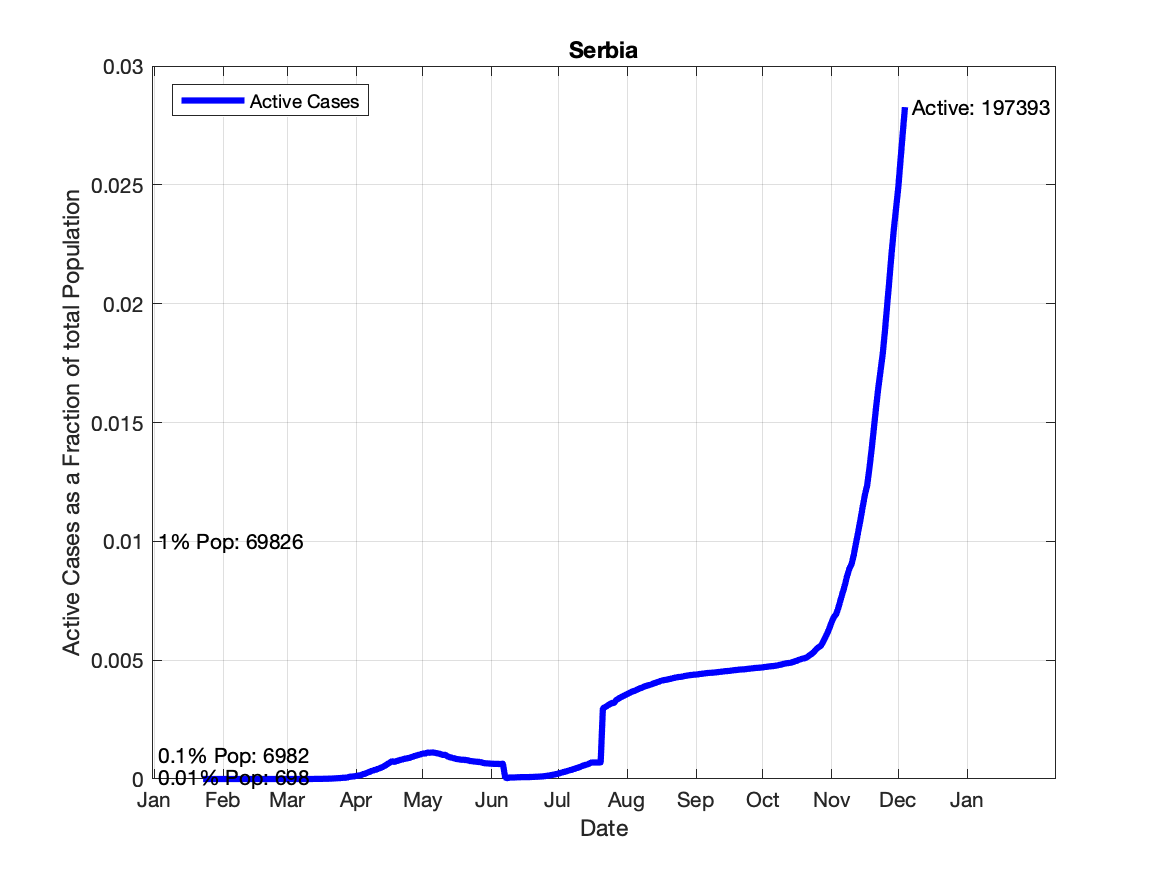 Serbia
Active Cases
Active: 197393
0.03
0.025
0.02
0.015
0.01
0.005
0
1% Pop: 69826
0.1% Pop: 6982
0.01% Pop: 698
Active Cases as a Fraction of total Population
Jan Feb Mar Apr May Jun Jul Aug Sep Oct Nov Dec Jan
Date